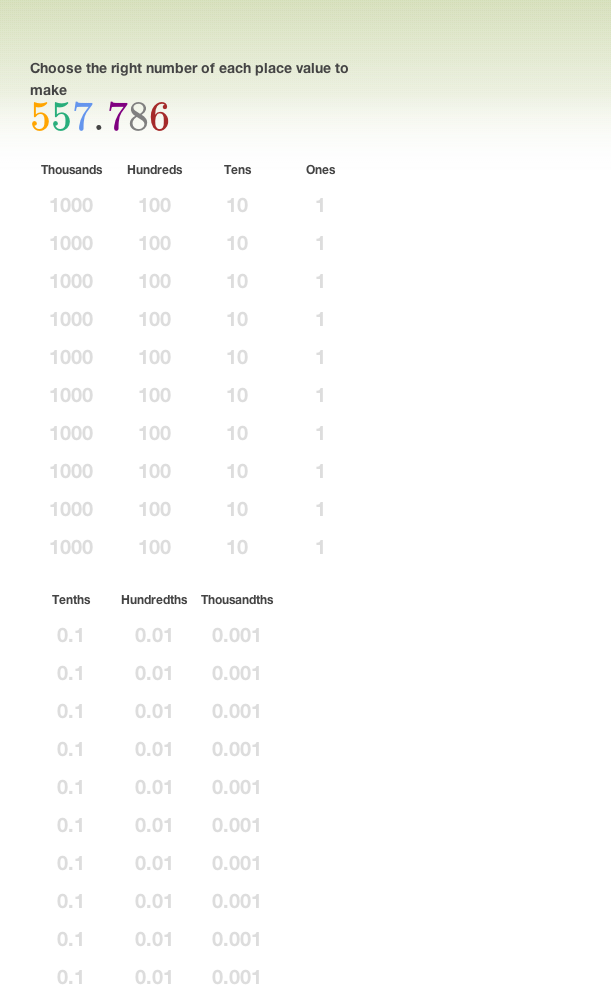 Choose the right number of each place value to
make
557.786
Thousands Hundreds Tens Ones
1000 100 10 1
1000 100 10 1
1000 100 10 1
1000 100 10 1
1000 100 10 1
1000 100 10 1
1000 100 10 1
1000 100 10 1
1000 100 10 1
1000 100 10 1
Tenths Hundredths Thousandths
0.1 0.01 0.001
0.1 0.01 0.001
0.1 0.01 0.001
0.1 0.01 0.001
0.1 0.01 0.001
0.1 0.01 0.001
0.1 0.01 0.001
0.1 0.01 0.001
0.1 0.01 0.001
0.1 0.01 0.001